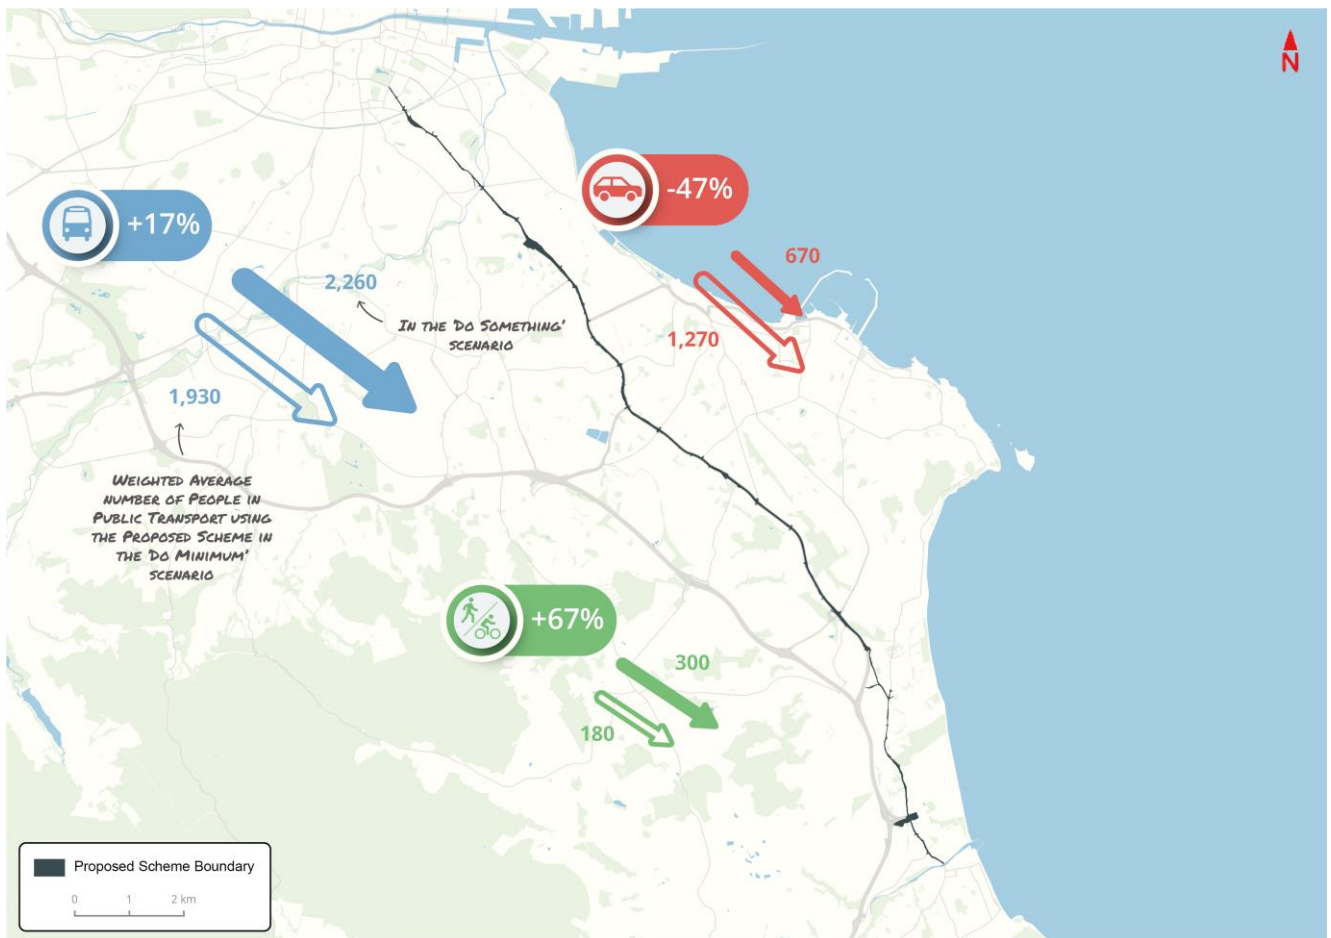 N
-47%
+17%
670
2,260
IN THE 'DO SOMETHING'
SCENARIO
1,270
1,930
WEIGHTED AVERAGE
NUMBER OF PEOPLE IN
PUBLIC TRANSPORT USING
THE PROPOSED SCHEME IN
THE 'DO MINIMUM'
SCENARIO
+67%
300
180
Proposed Scheme Boundary
0 1 2 km